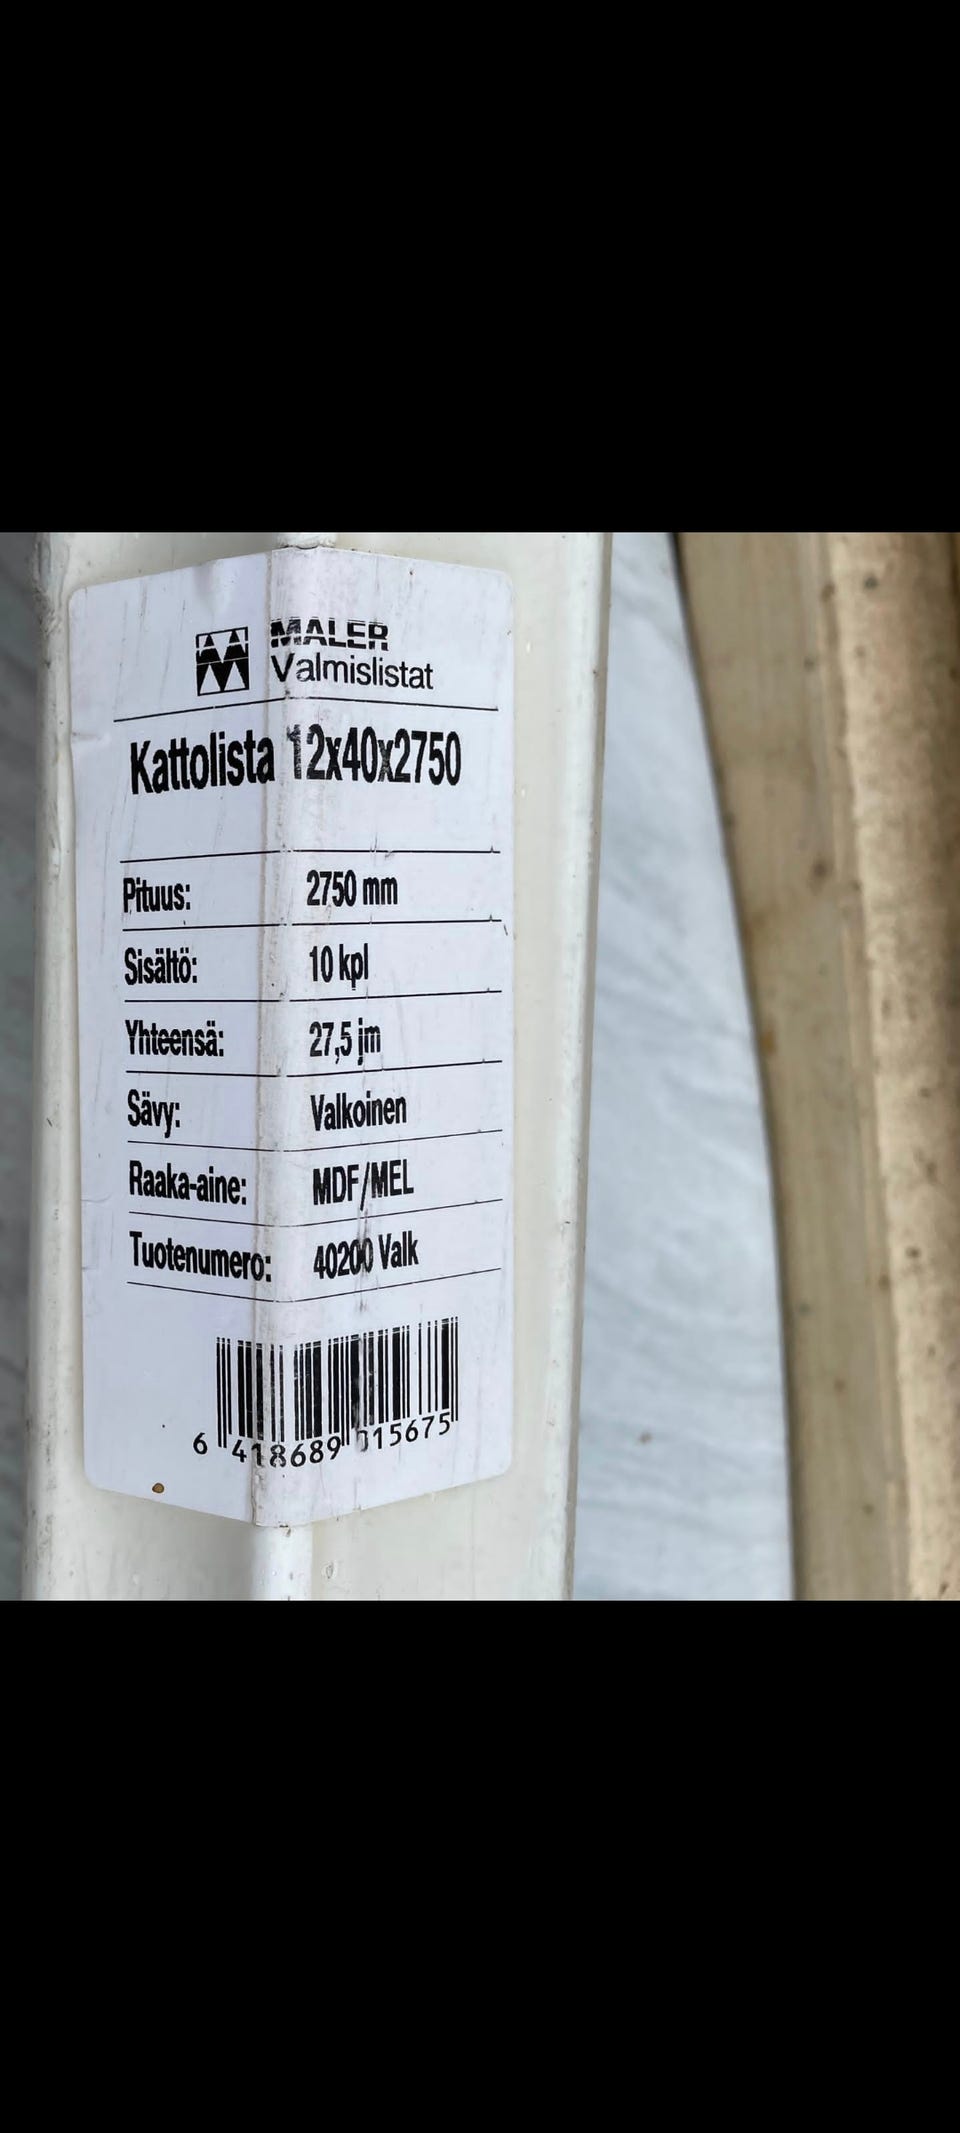 MALER
Valmislistat
Kattolista 12x40x2750
Pituus: 2750 mm
Sisältö: 10 kpl
Yhteensä: 27,5 jm
Sävy: Valkoinen
Raaka-aine: MDF/MEL
Tuotenumero: 40200 Valk
6 418689 015675